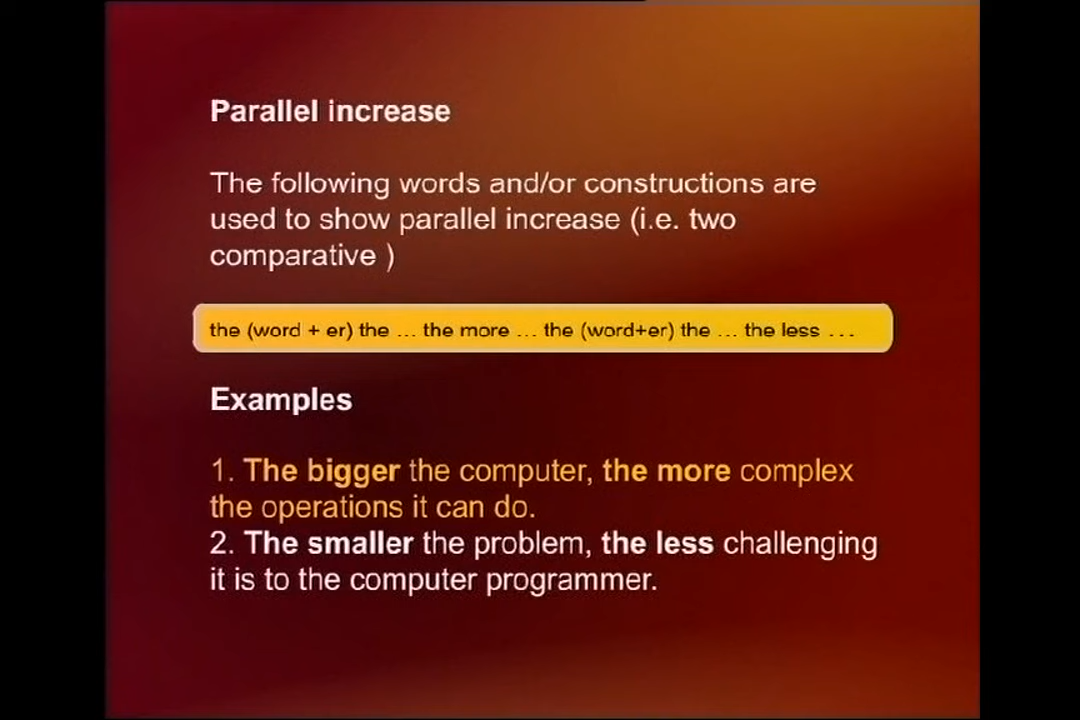 Parallel increase
The following words and/or constructions are
used to show parallel increase (i.e. two
comparative )
the (word + er) the ... the more ... the (word+er) the ... the less ...
Examples
1. The bigger the computer, the more complex
the operations it can do.
2. The smaller the problem, the less challenging
it is to the computer programmer.